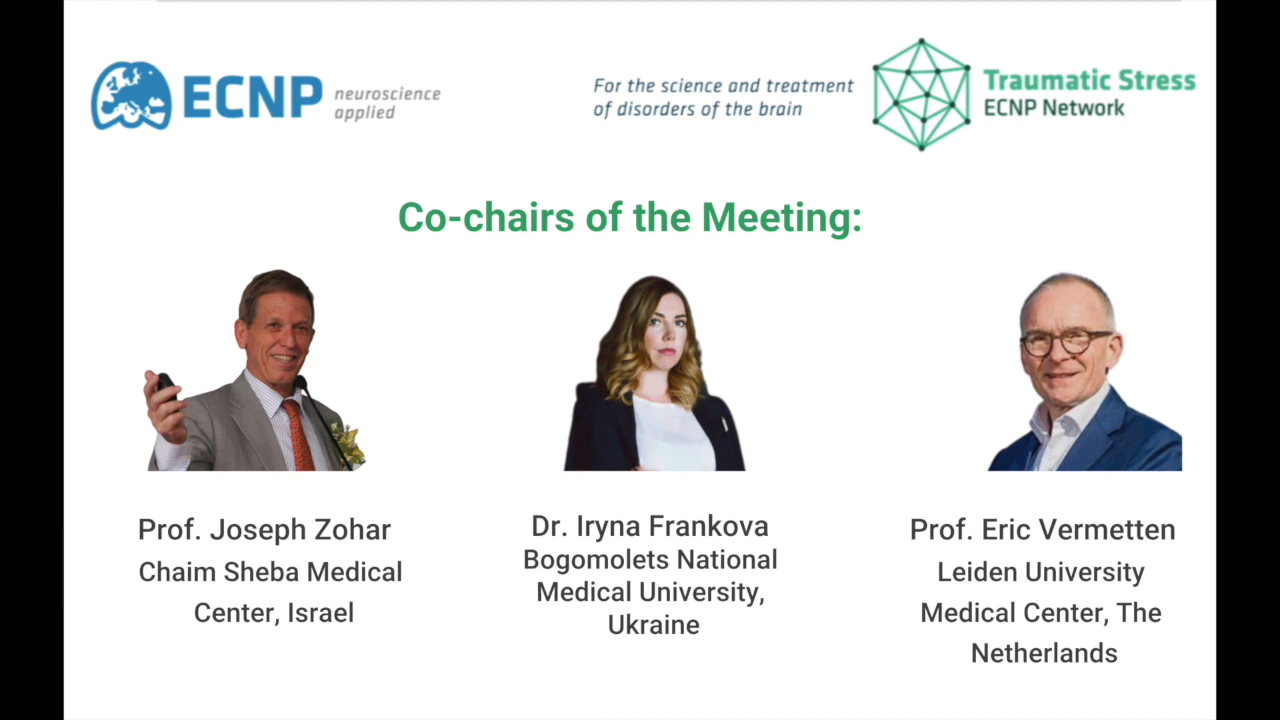 ECNP
neuroscience
applied
For the science and treatment
of disorders of the brain
Traumatic Stress
ECNP Network
Co-chairs of the Meeting:
Prof. Joseph Zohar
Chaim Sheba Medical
Center, Israel
Dr. Iryna Frankova
Bogomolets National
Medical University,
Ukraine
Prof. Eric Vermetten
Leiden University
Medical Center, The
Netherlands